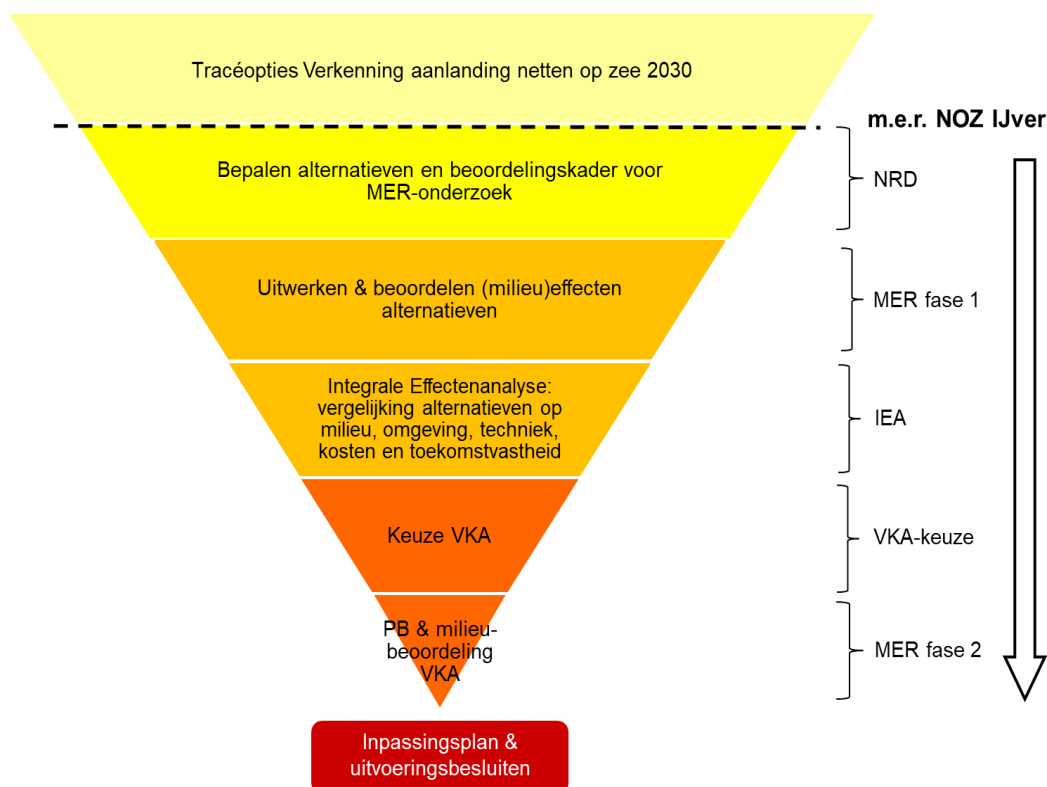 Tracéopties Verkenning aanlanding netten op zee 2030
m.e.r. NOZ IJver
Bepalen alternatieven en beoordelingskader voor
MER-onderzoek
NRD
Uitwerken & beoordelen (milieu)effecten
alternatieven
MER fase 1
Integrale Effectenanalyse:
vergelijking alternatieven op
milieu, omgeving, techniek,
kosten en toekomstvastheid
IEA
Keuze VKA
VKA-keuze
PB & milieu-
beoordeling
VKA
MER fase 2
Inpassingsplan &
uitvoeringsbesluiten